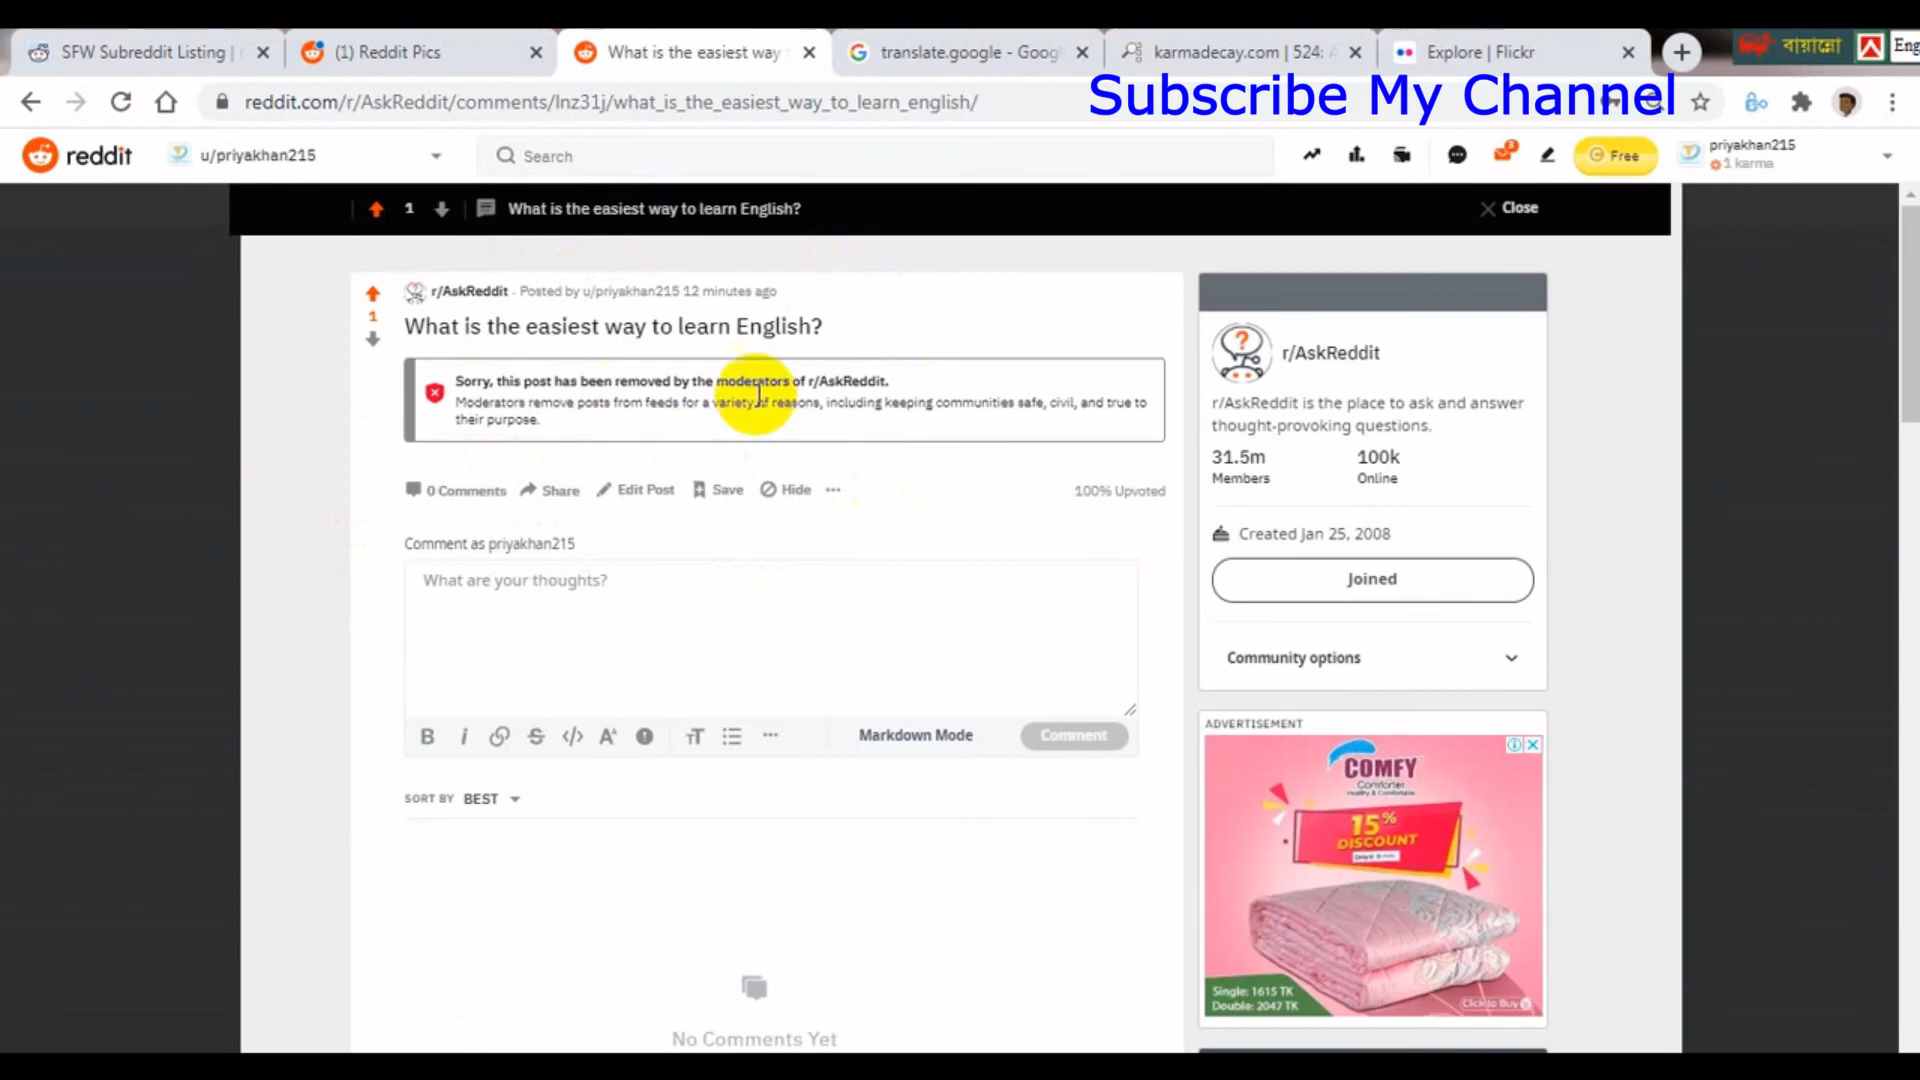 SFW Subreddit Listing |
(1) Reddit Pics
What is the easiest way
translate.google - Goog
karmadecay.com | 524: A
Explore | Flickr
বায়ান্নো
Eng
reddit.com/r/AskReddit/comments/lnz31j/what_is_the_easiest_way_to_learn_english/
Subscribe My Channel
reddit
u/priyakhan215
Search
Free
priyakhan215
1 karma
1
What is the easiest way to learn English?
Close
r/AskReddit · Posted by u/priyakhan215 12 minutes ago
1
What is the easiest way to learn English?
Sorry, this post has been removed by the moderators of r/AskReddit.
Moderators remove posts from feeds for a variety of reasons, including keeping communities safe, civil, and true to
their purpose.
0 Comments
Share
Edit Post
Save
Hide
100% Upvoted
Comment as priyakhan215
What are your thoughts?
Markdown Mode
Comment
SORT BY BEST
No Comments Yet
r/AskReddit
r/AskReddit is the place to ask and answer
thought-provoking questions.
31.5m
Members
100k
Online
Created Jan 25, 2008
Joined
Community options
ADVERTISEMENT
COMFY
Comforter
Healthy & Comfortable
15%
DISCOUNT
Single: 1615 TK
Double: 2047 TK
Click to Buy